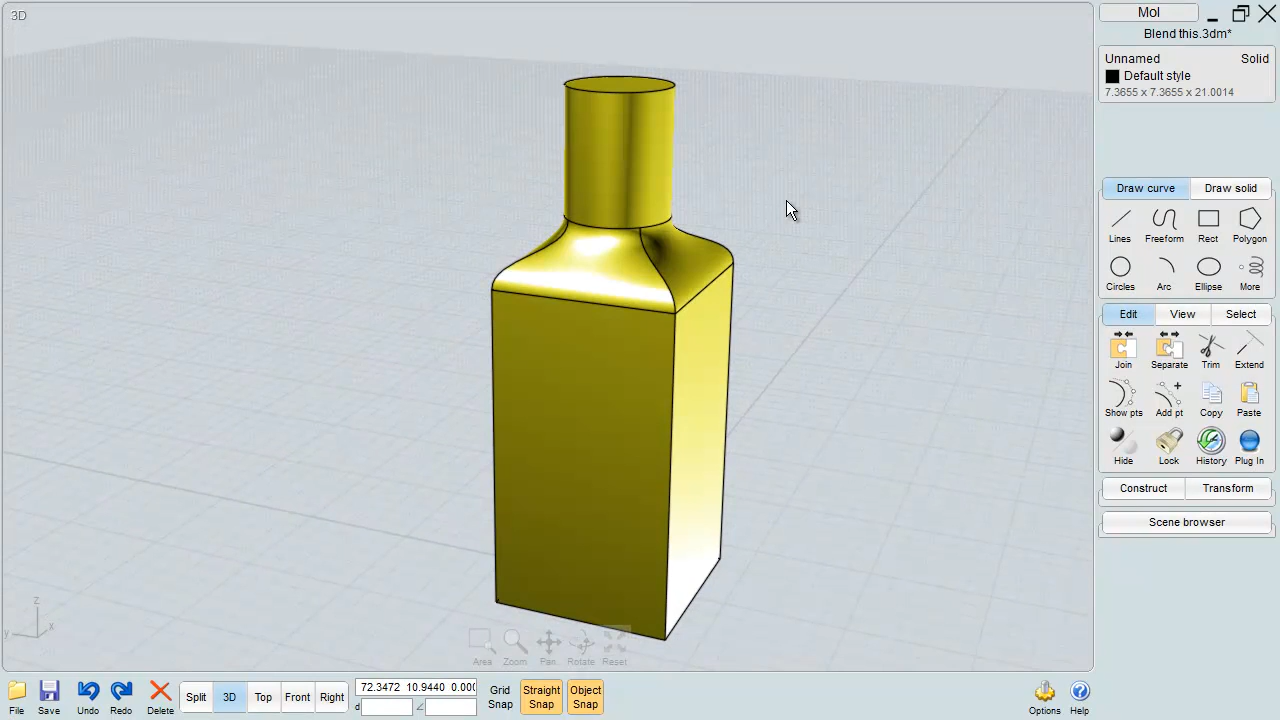 3D
MoI
Blend this.3dm*
Unnamed Solid
Default style
7.3655 x 7.3655 x 21.0014
Draw curve Draw solid
Lines Freeform Rect Polygon
Circles Arc Ellipse More
Edit View Select
Join Separate Trim Extend
Show pts Add pt Copy Paste
Hide Lock History Plug In
Construct Transform
Scene browser
z
y x
Area Zoom Pan Rotate Reset
File Save Undo Redo Delete
Split 3D Top Front Right
72.3472 10.9440 0.000
d
Grid Snap
Straight Snap
Object Snap
Options Help